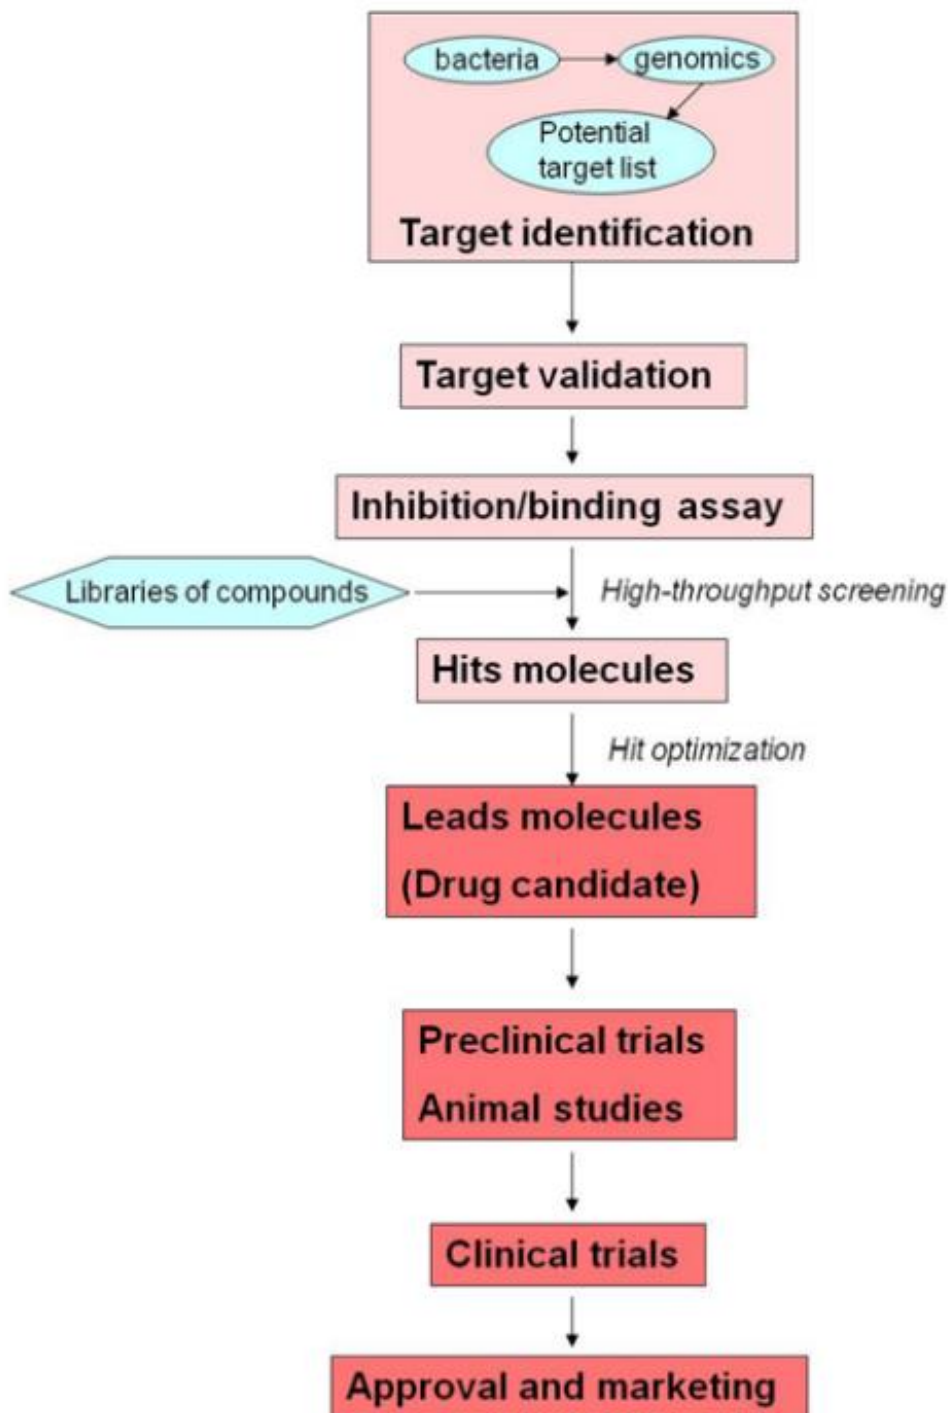 bacteria
genomics
Potential
target list
Target identification
Target validation
Inhibition/binding assay
Libraries of compounds
High-throughput screening
Hits molecules
Hit optimization
Leads molecules
(Drug candidate)
Preclinical trials
Animal studies
Clinical trials
Approval and marketing